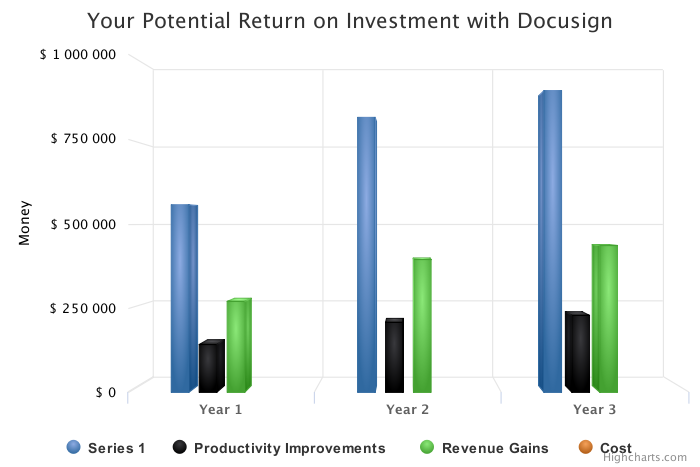 Your Potential Return on Investment with Docusign
$ 1 000 000
$ 750 000
$ 500 000
$ 250 000
$ 0
Money
Year 1 Year 2 Year 3
Series 1 Productivity Improvements Revenue Gains Cost
Highcharts.com